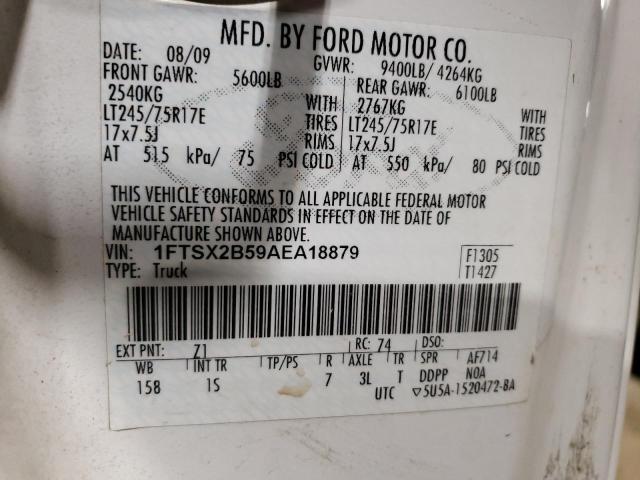 MFD. BY FORD MOTOR CO.
DATE: 08/09 GVWR: 9400LB/ 4264KG
FRONT GAWR: 5600LB REAR GAWR: 6100LB
2540KG WITH 2767KG WITH
LT245/75R17E TIRES LT245/75R17E TIRES
17x7.5J RIMS 17x7.5J RIMS
AT 515 kPa/ 75 PSI COLD AT 550 kPa/ 80 PSI COLD
THIS VEHICLE CONFORMS TO ALL APPLICABLE FEDERAL MOTOR
VEHICLE SAFETY STANDARDS IN EFFECT ON THE DATE OF
MANUFACTURE SHOWN ABOVE.
VIN: 1FTSX2B59AEA18879 F1305
TYPE: Truck T1427
EXT PNT: Z1 RC: 74 DSO:
WB INT TR TP/PS R AXLE TR SPR AF714
158 1S 7 3L T DDPP N0A
UTC ▽5U5A-1520472-BA